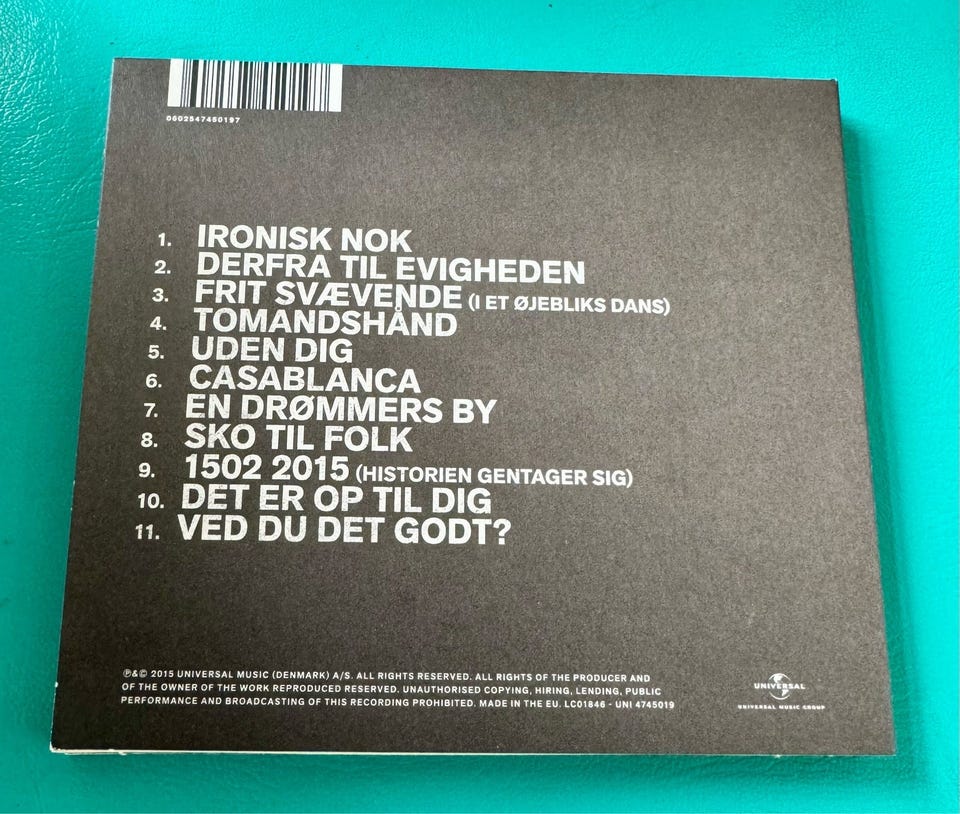 0602547450197
1. IRONISK NOK
2. DERFRA TIL EVIGHEDEN
3. FRIT SVÆVENDE (I ET ØJEBLIKS DANS)
4. TOMANDSHÅND
5. UDEN DIG
6. CASABLANCA
7. EN DRØMMERS BY
8. SKO TIL FOLK
9. 1502 2015 (HISTORIEN GENTAGER SIG)
10. DET ER OP TIL DIG
11. VED DU DET GODT?
℗&© 2015 UNIVERSAL MUSIC (DENMARK) A/S. ALL RIGHTS RESERVED. ALL RIGHTS OF THE PRODUCER AND
OF THE OWNER OF THE WORK REPRODUCED RESERVED. UNAUTHORISED COPYING, HIRING, LENDING, PUBLIC
PERFORMANCE AND BROADCASTING OF THIS RECORDING PROHIBITED. MADE IN THE EU. LC01846 - UNI 4745019
UNIVERSAL
UNIVERSAL MUSIC GROUP